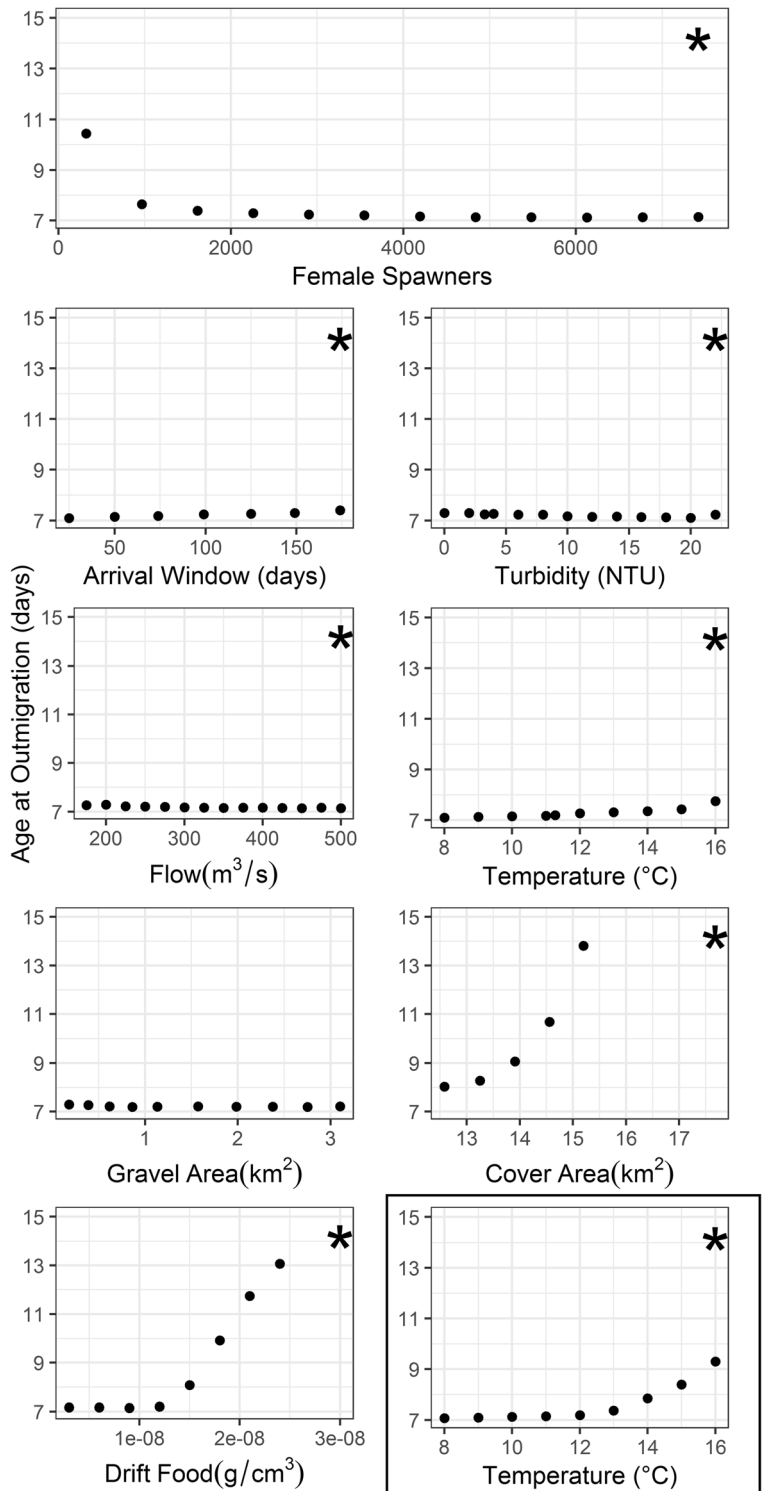 15
13
11
9
7
0 2000 4000 6000
Female Spawners
*
15
13
11
9
7
50 100 150
Arrival Window (days)
*
15
13
11
9
7
0 5 10 15 20
Turbidity (NTU)
*
Age at Outmigration (days)
15
13
11
9
7
200 300 400 500
Flow(m³/s)
*
15
13
11
9
7
8 10 12 14 16
Temperature (°C)
*
15
13
11
9
7
1 2 3
Gravel Area(km²)
15
13
11
9
7
13 14 15 16 17
Cover Area(km²)
*
15
13
11
9
7
1e-08 2e-08 3e-08
Drift Food(g/cm³)
*
15
13
11
9
7
8 10 12 14 16
Temperature (°C)
*